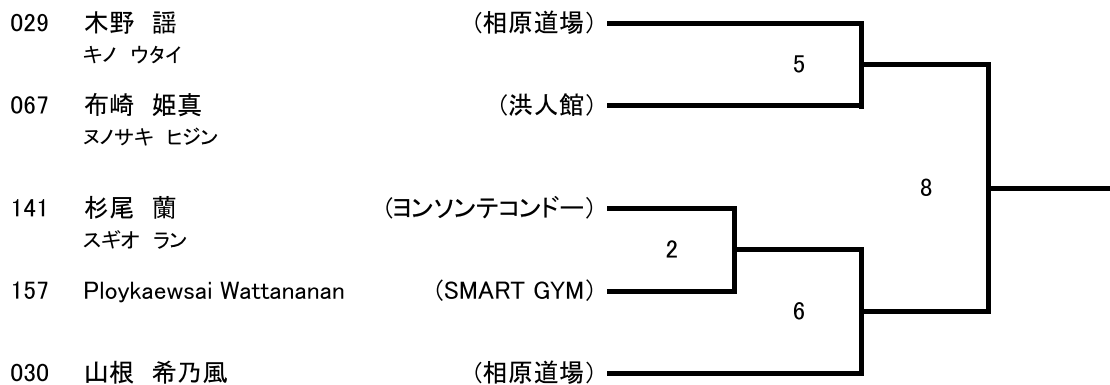 029 木野 謡 (相原道場)
キノ ウタイ
5
067 布崎 姫真 (洪人館)
ヌノサキ ヒジン
8
141 杉尾 蘭 (ヨンソンテコンドー)
スギオ ラン
2
157 Ploykaewsai Wattananan (SMART GYM)
6
030 山根 希乃風 (相原道場)